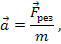 a⃗ = F⃗рез / m ,